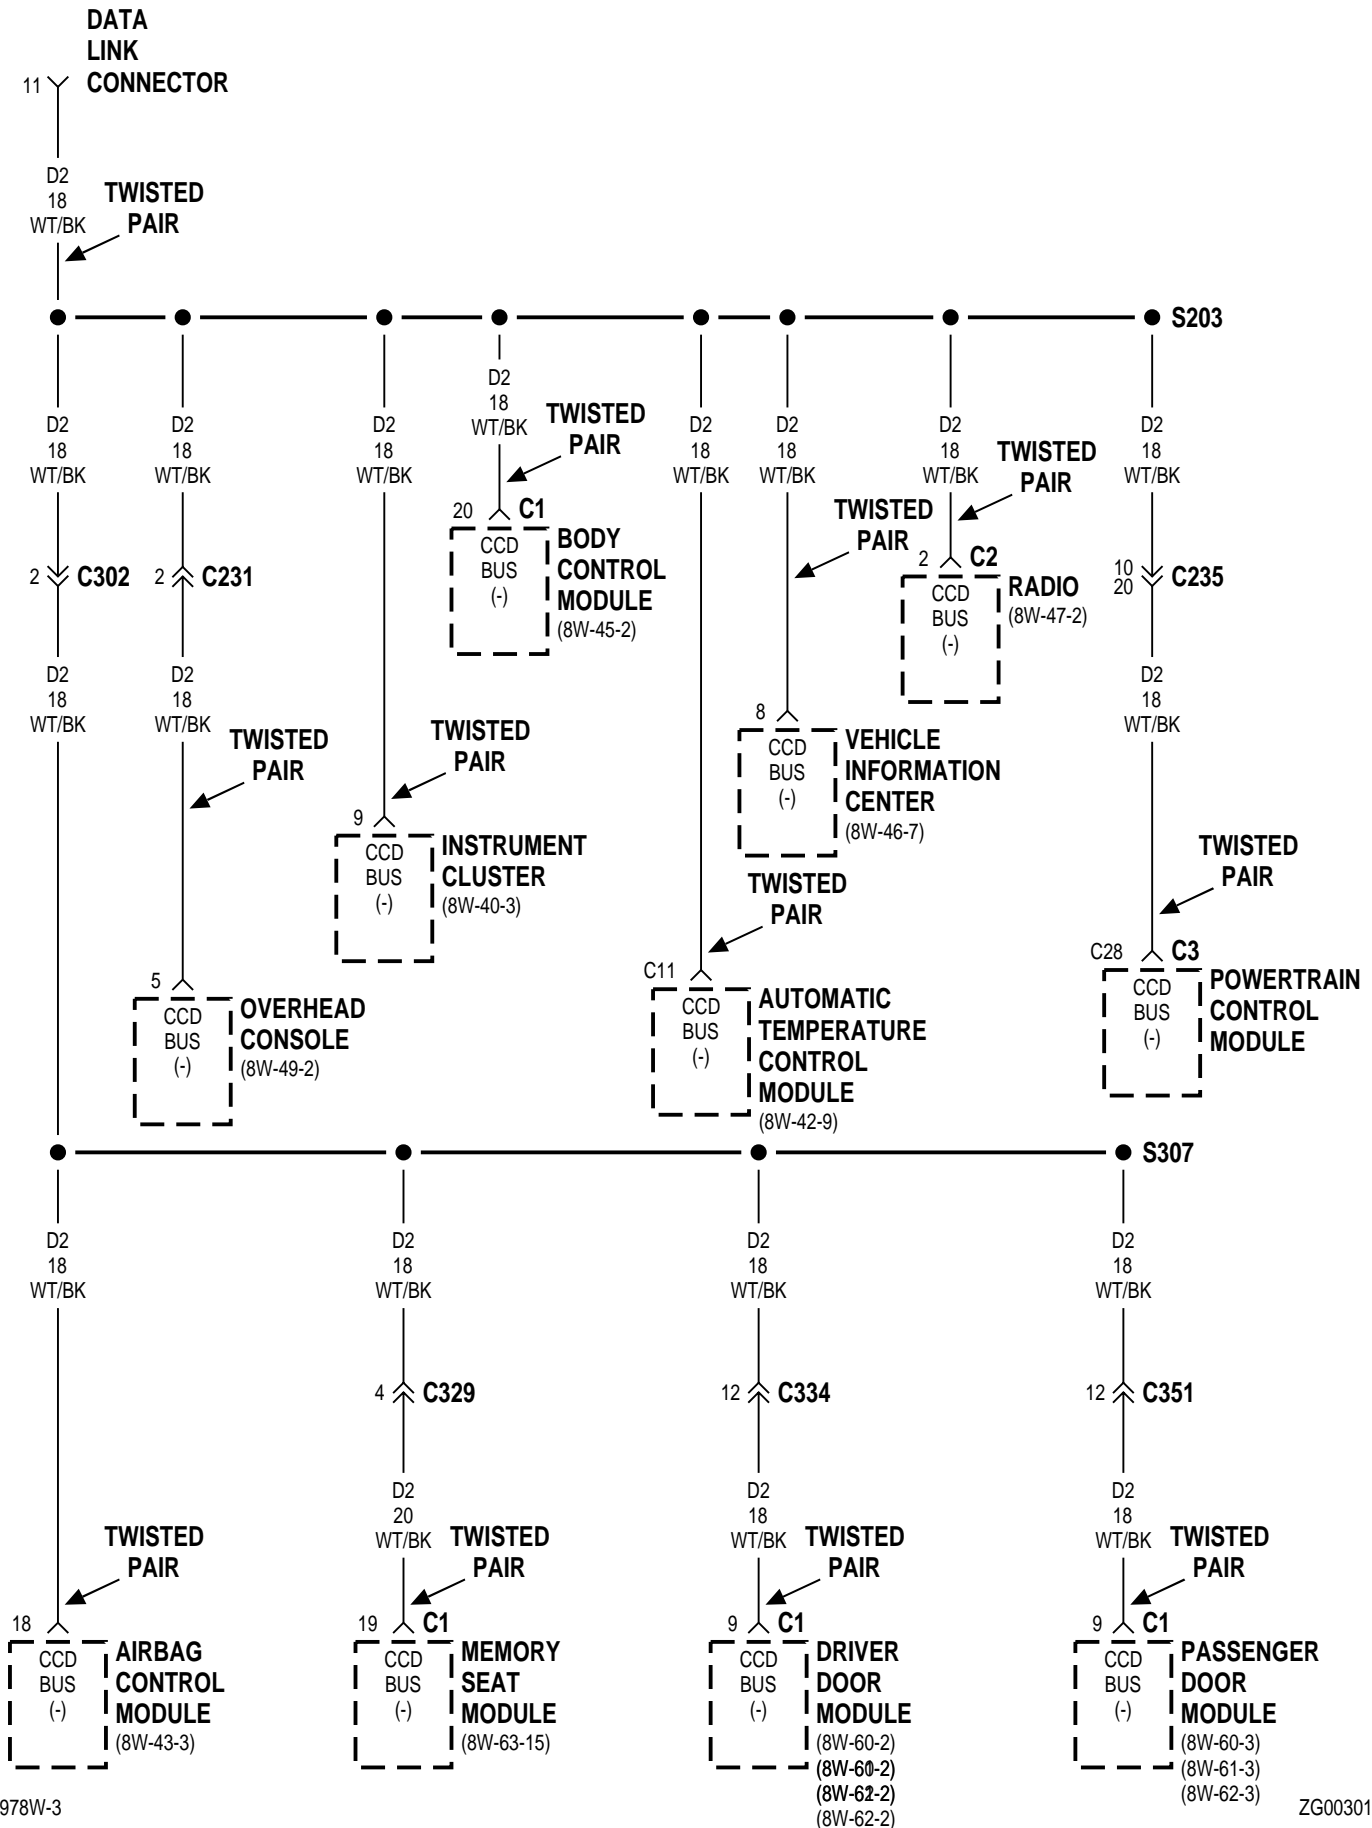 DATA
LINK
CONNECTOR
11
D2
18
WT/BK
TWISTED
PAIR
S203
D2
18
WT/BK
D2
18
WT/BK
D2
18
WT/BK
D2
18
WT/BK
TWISTED
PAIR
D2
18
WT/BK
D2
18
WT/BK
D2
18
WT/BK
TWISTED
PAIR
D2
18
WT/BK
2 C302
2 C231
20 C1
CCD
BUS
(-)
BODY
CONTROL
MODULE
(8W-45-2)
TWISTED
PAIR
2 C2
CCD
BUS
(-)
RADIO
(8W-47-2)
10
20
C235
D2
18
WT/BK
D2
18
WT/BK
D2
18
WT/BK
TWISTED
PAIR
TWISTED
PAIR
8
CCD
BUS
(-)
VEHICLE
INFORMATION
CENTER
(8W-46-7)
9
CCD
BUS
(-)
INSTRUMENT
CLUSTER
(8W-40-3)
TWISTED
PAIR
TWISTED
PAIR
5
CCD
BUS
(-)
OVERHEAD
CONSOLE
(8W-49-2)
C11
CCD
BUS
(-)
AUTOMATIC
TEMPERATURE
CONTROL
MODULE
(8W-42-9)
C28 C3
CCD
BUS
(-)
POWERTRAIN
CONTROL
MODULE
S307
D2
18
WT/BK
D2
18
WT/BK
D2
18
WT/BK
D2
18
WT/BK
4 C329
12 C334
12 C351
D2
20
WT/BK
D2
18
WT/BK
D2
18
WT/BK
TWISTED
PAIR
TWISTED
PAIR
TWISTED
PAIR
TWISTED
PAIR
18
CCD
BUS
(-)
AIRBAG
CONTROL
MODULE
(8W-43-3)
19 C1
CCD
BUS
(-)
MEMORY
SEAT
MODULE
(8W-63-15)
9 C1
CCD
BUS
(-)
DRIVER
DOOR
MODULE
(8W-60-2)
(8W-62-2)
9 C1
CCD
BUS
(-)
PASSENGER
DOOR
MODULE
(8W-60-3)
(8W-61-3)
(8W-62-3)
978W-3
ZG00301